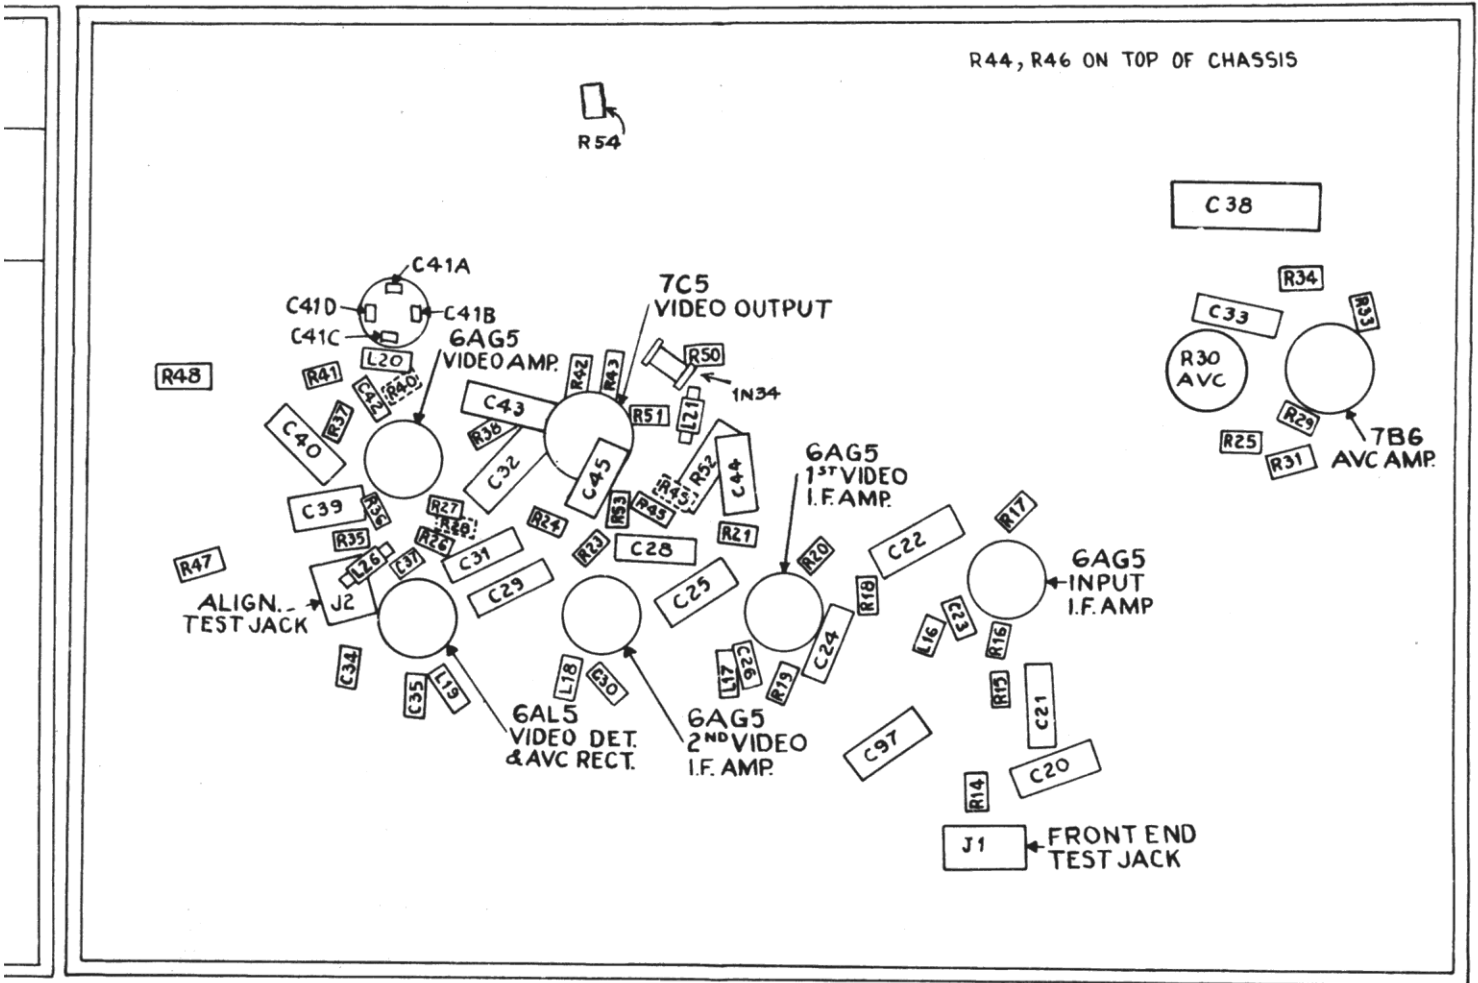 R44, R46 ON TOP OF CHASSIS
R54
C38
C41A
R34
C41D
C41B
7C5
VIDEO OUTPUT
C33
R33
C41C
6AG5
VIDEO AMP.
L20
R50
R30
AVC
R48
R41
R40
C42
R42
R43
1N34
C43
R51
L21
R37
R38
R29
C40
R25
7B6
AVC AMP.
R31
6AG5
1ST VIDEO
I.F. AMP.
C32
C45
R52
C44
R45
C39
R36
R27
R28
R26
R24
R53
R45
R17
R35
R21
C22
R23
C28
R20
R47
L26
C37
C31
6AG5
INPUT
I.F. AMP
C29
C25
R18
J2
ALIGN.
TEST JACK
C24
L16
C23
R16
C34
C35
L19
L18
C30
L17
C26
R19
R15
C21
6AL5
VIDEO DET.
& AVC RECT.
6AG5
2ND VIDEO
I.F. AMP.
C97
C20
R14
J1
FRONT END
TEST JACK